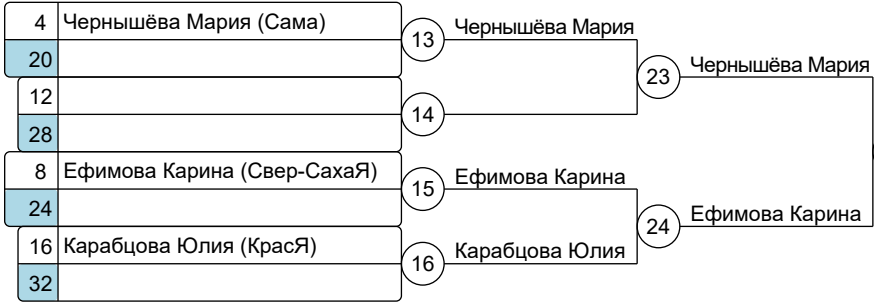 4 Чернышёва Мария (Сама)
20
12
28
8 Ефимова Карина (Свер-СахаЯ)
24
16 Карабцова Юлия (КрасЯ)
32
13 Чернышёва Мария
14
15 Ефимова Карина
16 Карабцова Юлия
23 Чернышёва Мария
24 Ефимова Карина